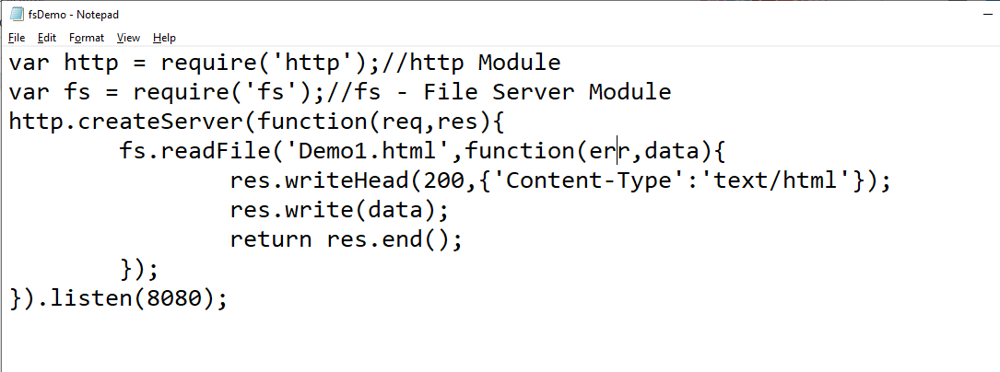 fsDemo - Notepad
File Edit Format View Help
var http = require('http');//http Module
var fs = require('fs');//fs - File Server Module
http.createServer(function(req,res){
        fs.readFile('Demo1.html',function(err,data){
                res.writeHead(200,{'Content-Type':'text/html'});
                res.write(data);
                return res.end();
        });
}).listen(8080);